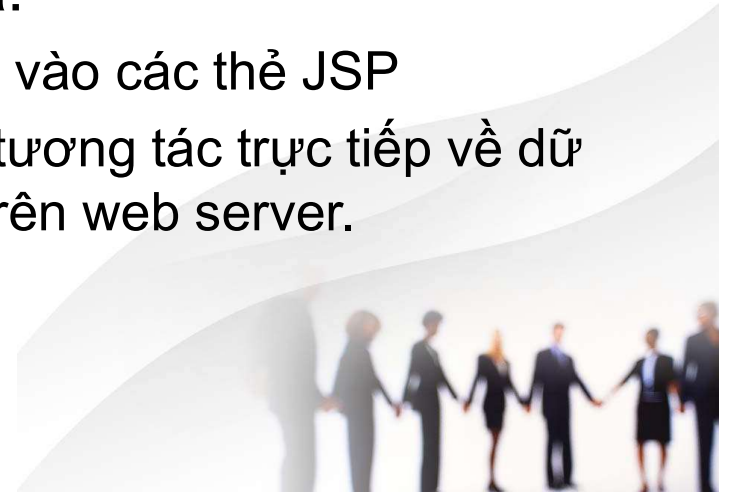 vào các thẻ JSP
tương tác trực tiếp về dữ
rên web server.